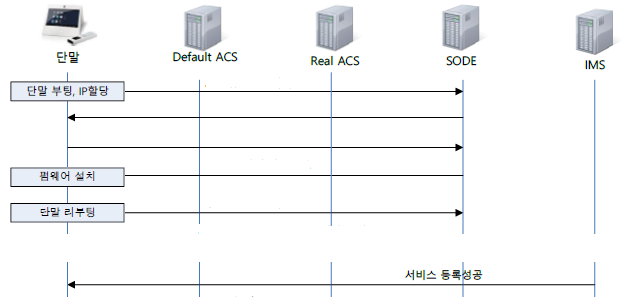 단말
Default ACS
Real ACS
SODE
IMS
단말 부팅, IP할당
펌웨어 설치
단말 리부팅
서비스 등록성공